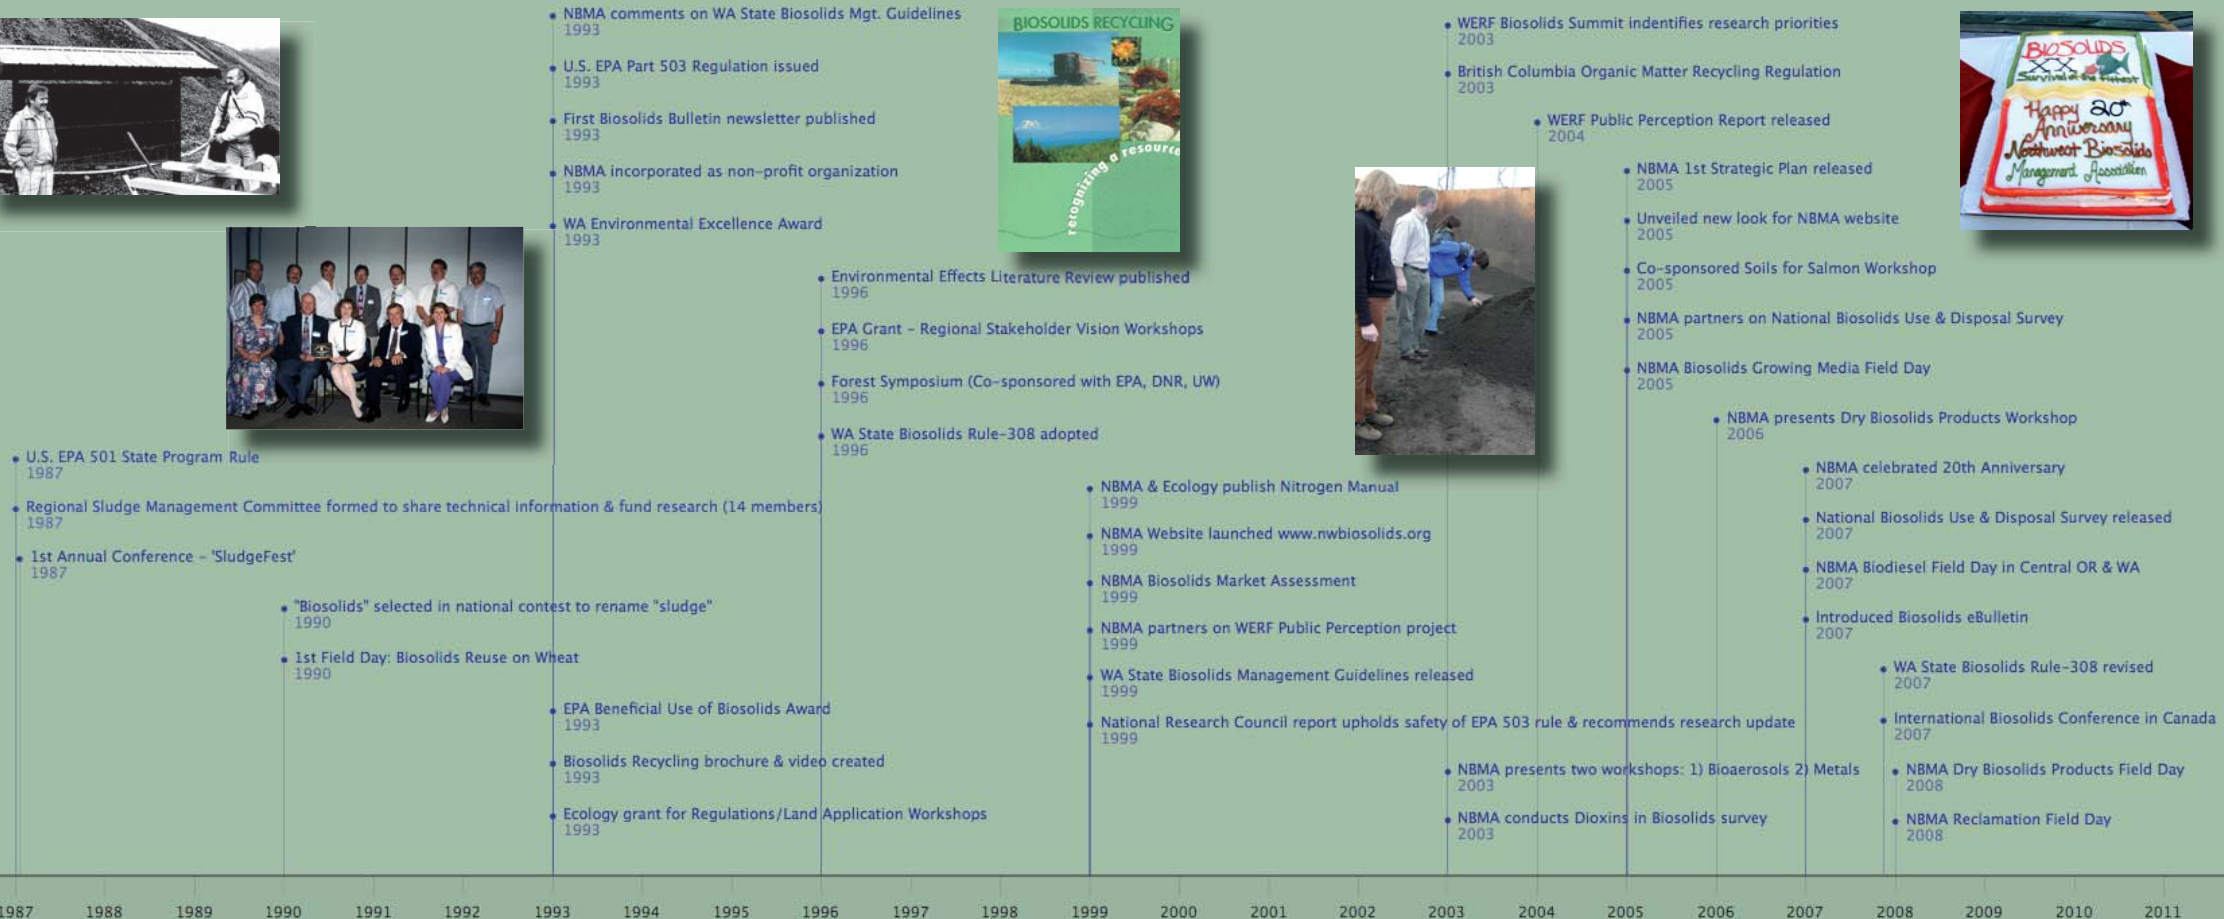 NBMA comments on WA State Biosolids Mgt. Guidelines
1993
U.S. EPA Part 503 Regulation issued
1993
First Biosolids Bulletin newsletter published
1993
NBMA incorporated as non-profit organization
1993
WA Environmental Excellence Award
1993
BIOSOLIDS RECYCLING
recognizing a resource
Environmental Effects Literature Review published
1996
EPA Grant – Regional Stakeholder Vision Workshops
1996
Forest Symposium (Co-sponsored with EPA, DNR, UW)
1996
WA State Biosolids Rule-308 adopted
1996
U.S. EPA 501 State Program Rule
1987
Regional Sludge Management Committee formed to share technical information & fund research (14 members)
1987
1st Annual Conference – 'SludgeFest'
1987
"Biosolids" selected in national contest to rename "sludge"
1990
1st Field Day: Biosolids Reuse on Wheat
1990
EPA Beneficial Use of Biosolids Award
1993
Biosolids Recycling brochure & video created
1993
Ecology grant for Regulations/Land Application Workshops
1993
NBMA & Ecology publish Nitrogen Manual
1999
NBMA Website launched www.nwbiosolids.org
1999
NBMA Biosolids Market Assessment
1999
NBMA partners on WERF Public Perception project
1999
WA State Biosolids Management Guidelines released
1999
National Research Council report upholds safety of EPA 503 rule & recommends research update
1999
WERF Biosolids Summit indentifies research priorities
2003
British Columbia Organic Matter Recycling Regulation
2003
WERF Public Perception Report released
2004
NBMA 1st Strategic Plan released
2005
Unveiled new look for NBMA website
2005
Co-sponsored Soils for Salmon Workshop
2005
NBMA partners on National Biosolids Use & Disposal Survey
2005
NBMA Biosolids Growing Media Field Day
2005
BIOSOLIDS
XX
Survival of the Fittest
Happy 20th
Anniversary
Northwest Biosolids
Management Association
NBMA presents Dry Biosolids Products Workshop
2006
NBMA celebrated 20th Anniversary
2007
National Biosolids Use & Disposal Survey released
2007
NBMA Biodiesel Field Day in Central OR & WA
2007
Introduced Biosolids eBulletin
2007
WA State Biosolids Rule-308 revised
2007
International Biosolids Conference in Canada
2007
NBMA presents two workshops: 1) Bioaerosols 2) Metals
2003
NBMA conducts Dioxins in Biosolids survey
2003
NBMA Dry Biosolids Products Field Day
2008
NBMA Reclamation Field Day
2008
1987 1988 1989 1990 1991 1992 1993 1994 1995 1996 1997 1998 1999 2000 2001 2002 2003 2004 2005 2006 2007 2008 2009 2010 2011